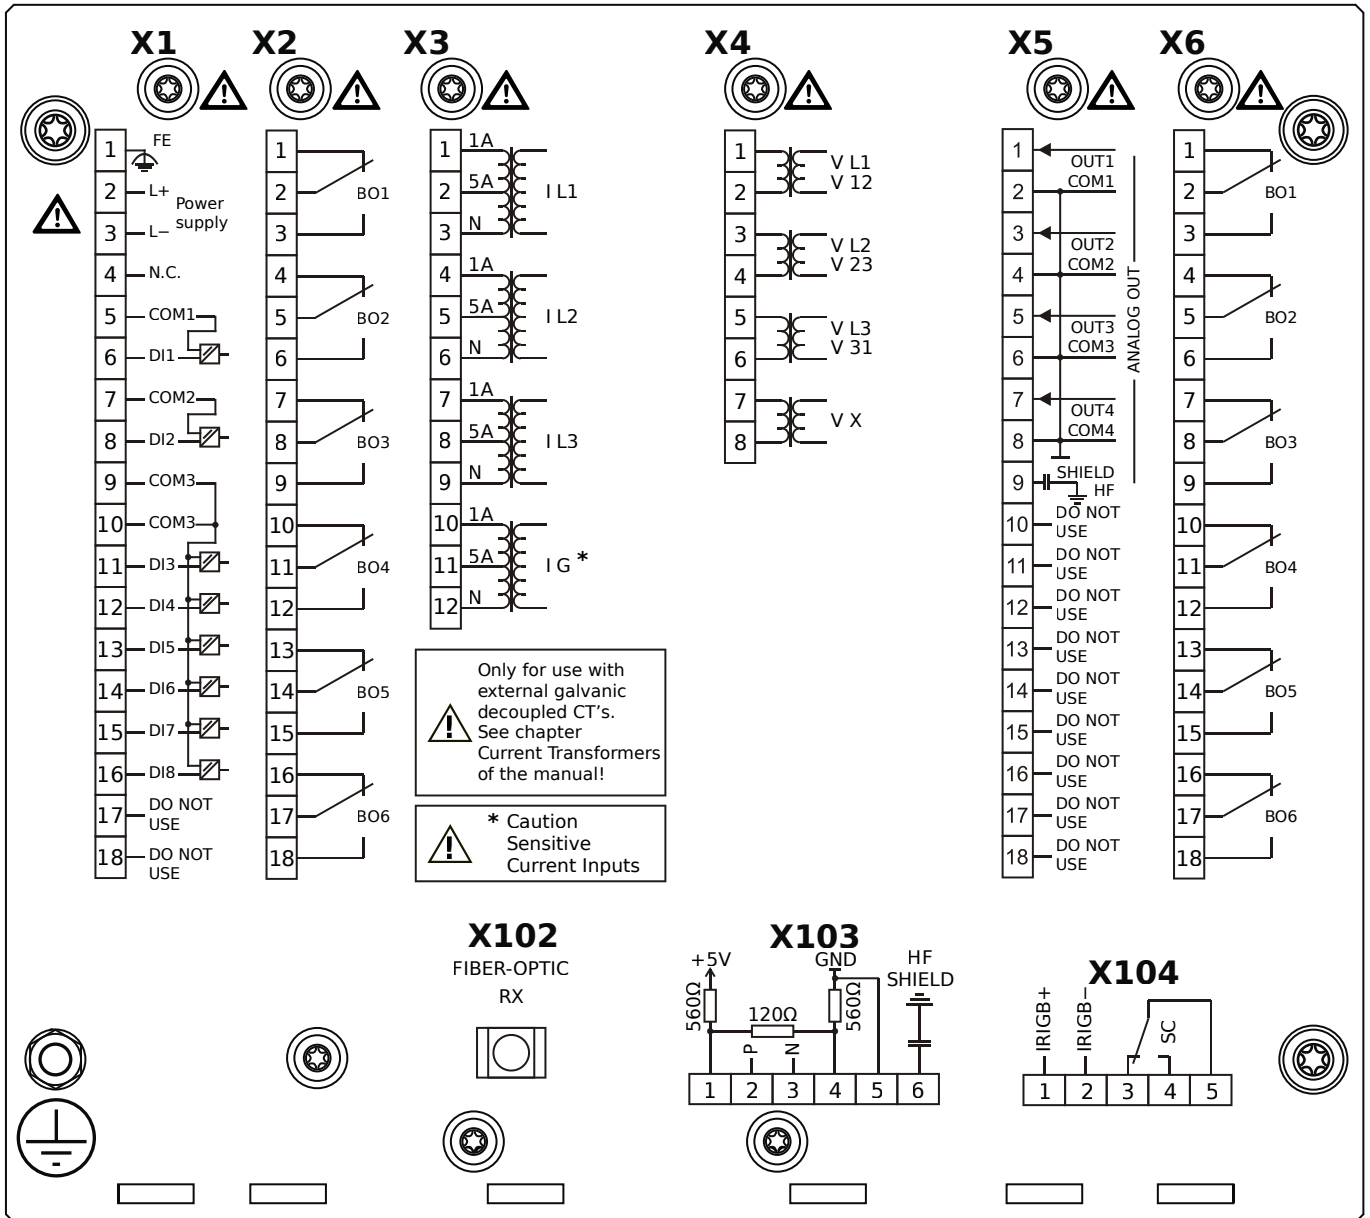 X1
1
FE
2
L+
Power
supply
3
L−
4
N.C.
5
COM1
6
DI1
7
COM2
8
DI2
9
COM3
10
COM3
11
DI3
12
DI4
13
DI5
14
DI6
15
DI7
16
DI8
17
DO NOT
USE
18
DO NOT
USE
X2
1
2
BO1
3
4
5
BO2
6
7
8
BO3
9
10
11
BO4
12
13
14
BO5
15
16
17
BO6
18
X3
1
1A
2
5A
I L1
3
N
4
1A
5
5A
I L2
6
N
7
1A
8
5A
I L3
9
N
10
1A
11
5A
I G *
12
N
Only for use with
external galvanic
decoupled CT's.
See chapter
Current Transformers
of the manual!
* Caution
Sensitive
Current Inputs
X4
1
V L1
2
V 12
3
V L2
4
V 23
5
V L3
6
V 31
7
V X
8
X5
1
OUT1
2
COM1
3
OUT2
4
COM2
5
OUT3
6
COM3
7
OUT4
8
COM4
ANALOG OUT
9
SHIELD
HF
10
DO NOT
USE
11
DO NOT
USE
12
DO NOT
USE
13
DO NOT
USE
14
DO NOT
USE
15
DO NOT
USE
16
DO NOT
USE
17
DO NOT
USE
18
DO NOT
USE
X6
1
2
BO1
3
4
5
BO2
6
7
8
BO3
9
10
11
BO4
12
13
14
BO5
15
16
17
BO6
18
X102
FIBER-OPTIC
RX
X103
+5V
GND
HF
SHIELD
560Ω
120Ω
560Ω
P
N
1 2 3 4 5 6
X104
IRIGB+
IRIGB−
SC
1 2 3 4 5